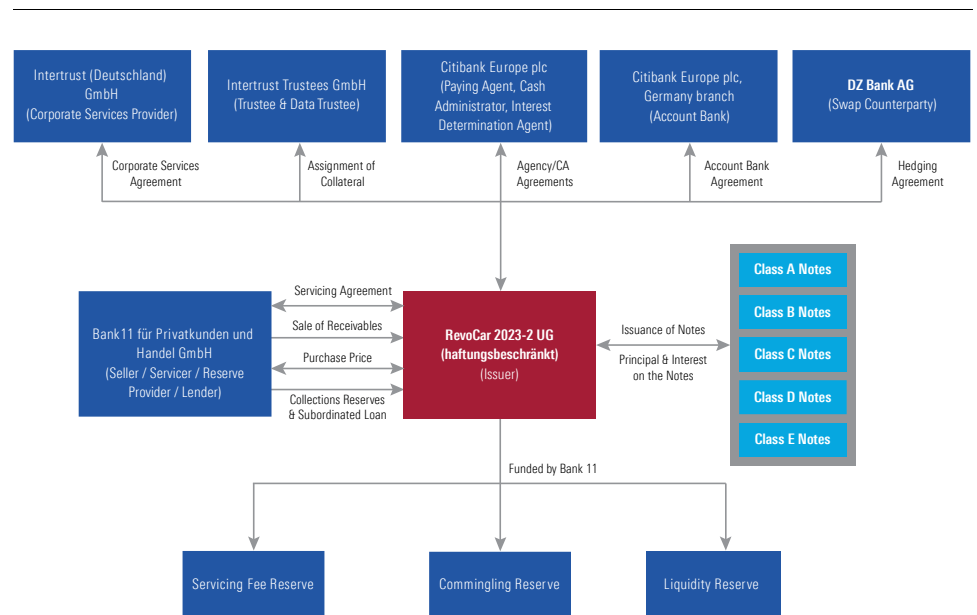 Intertrust (Deutschland)
GmbH
(Corporate Services Provider)
Intertrust Trustees GmbH
(Trustee & Data Trustee)
Citibank Europe plc
(Paying Agent, Cash
Administrator, Interest
Determination Agent)
Citibank Europe plc,
Germany branch
(Account Bank)
DZ Bank AG
(Swap Counterparty)
Corporate Services
Agreement
Assignment of
Collateral
Agency/CA
Agreements
Account Bank
Agreement
Hedging
Agreement
Bank11 für Privatkunden und
Handel GmbH
(Seller / Servicer / Reserve
Provider / Lender)
Servicing Agreement
Sale of Receivables
Purchase Price
Collections Reserves
& Subordinated Loan
RevoCar 2023-2 UG
(haftungsbeschränkt)
(Issuer)
Issuance of Notes
Principal & Interest
on the Notes
Class A Notes
Class B Notes
Class C Notes
Class D Notes
Class E Notes
Funded by Bank 11
Servicing Fee Reserve
Commingling Reserve
Liquidity Reserve